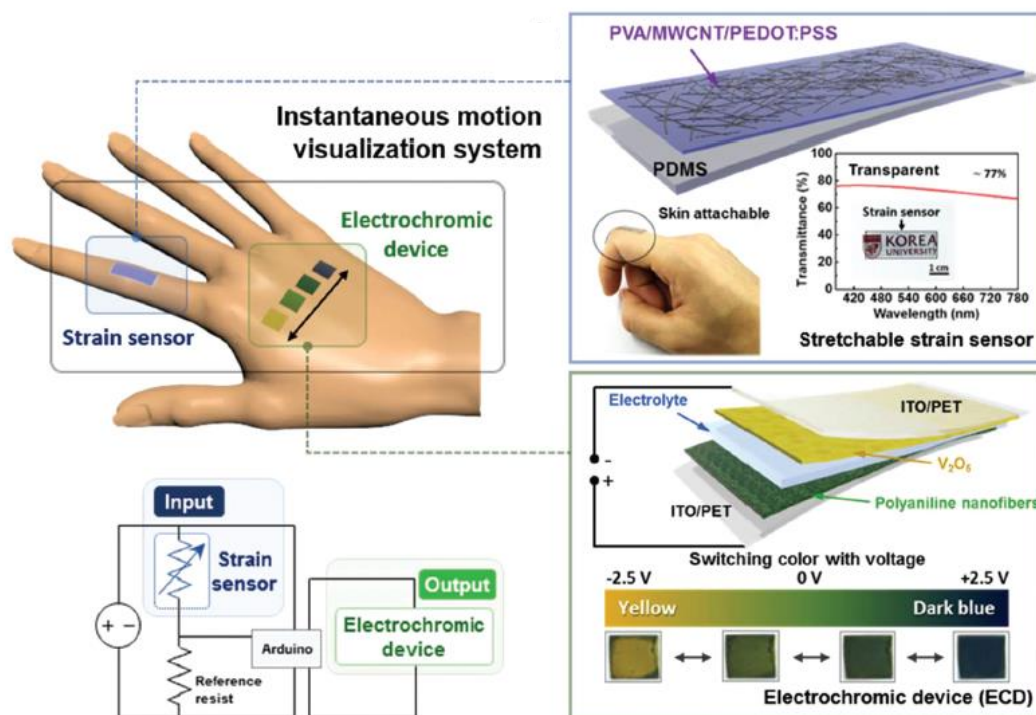 Instantaneous motion
visualization system
Electrochromic
device
Strain sensor
Input
Strain
sensor
Output
Electrochromic
device
Arduino
Reference
resist
PVA/MWCNT/PEDOT:PSS
PDMS
Skin attachable
Transmittance (%)
100
80
60
40
20
0
Transparent
~ 77%
Strain sensor
KOREA
UNIVERSITY
1 cm
420 480 540 600 660 720 780
Wavelength (nm)
Stretchable strain sensor
Electrolyte
ITO/PET
V₂O₅
Polyaniline nanofibers
ITO/PET
-
+
Switching color with voltage
-2.5 V 0 V +2.5 V
Yellow Dark blue
Electrochromic device (ECD)